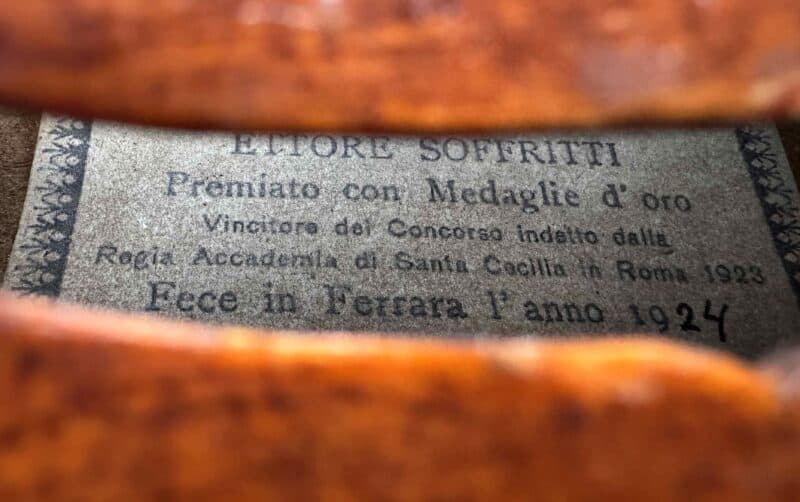 ETTORE SOFFRITTI
Premiato con Medaglie d'oro
Vincitore del Concorso indetto dalla
Regia Accademia di Santa Cecilia in Roma 1923
Fece in Ferrara l'anno 1924